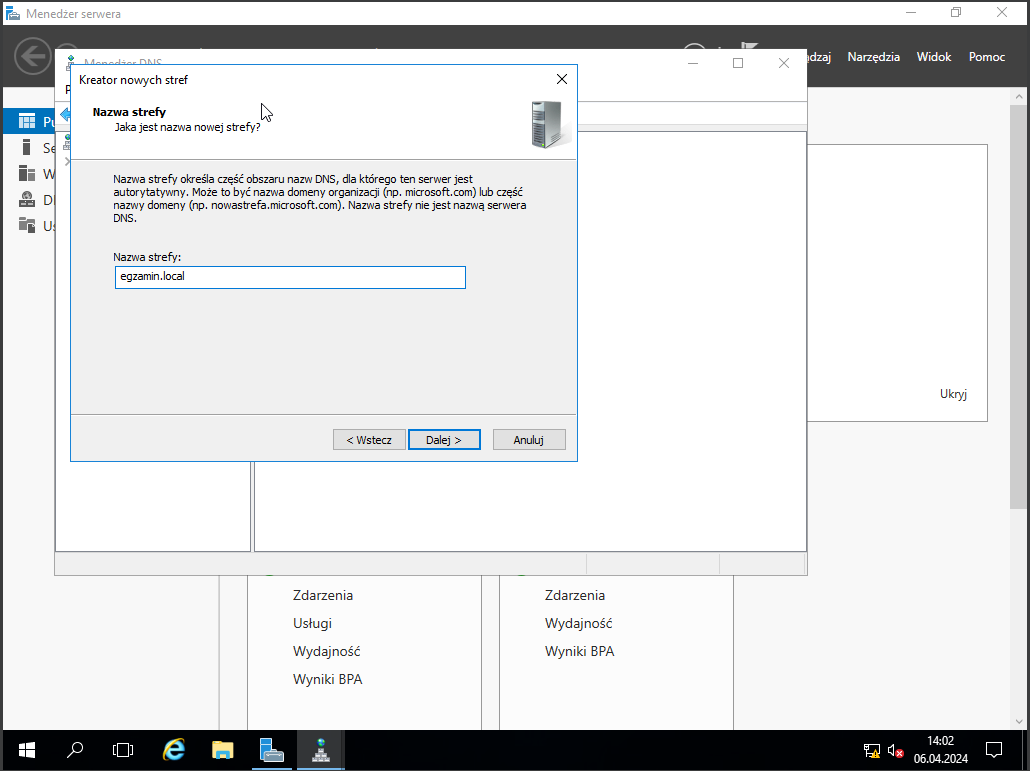 Menedżer serwera
Narzędzia
Widok
Pomoc
Menedżer DNS
Kreator nowych stref
Nazwa strefy
Jaka jest nazwa nowej strefy?
Nazwa strefy określa część obszaru nazw DNS, dla którego ten serwer jest
autorytatywny. Może to być nazwa domeny organizacji (np. microsoft.com) lub część
nazwy domeny (np. nowastrefa.microsoft.com). Nazwa strefy nie jest nazwą serwera
DNS.
Nazwa strefy:
egzamin.local
< Wstecz
Dalej >
Anuluj
Ukryj
Zdarzenia
Usługi
Wydajność
Wyniki BPA
Zdarzenia
Wydajność
Wyniki BPA
14:02
06.04.2024